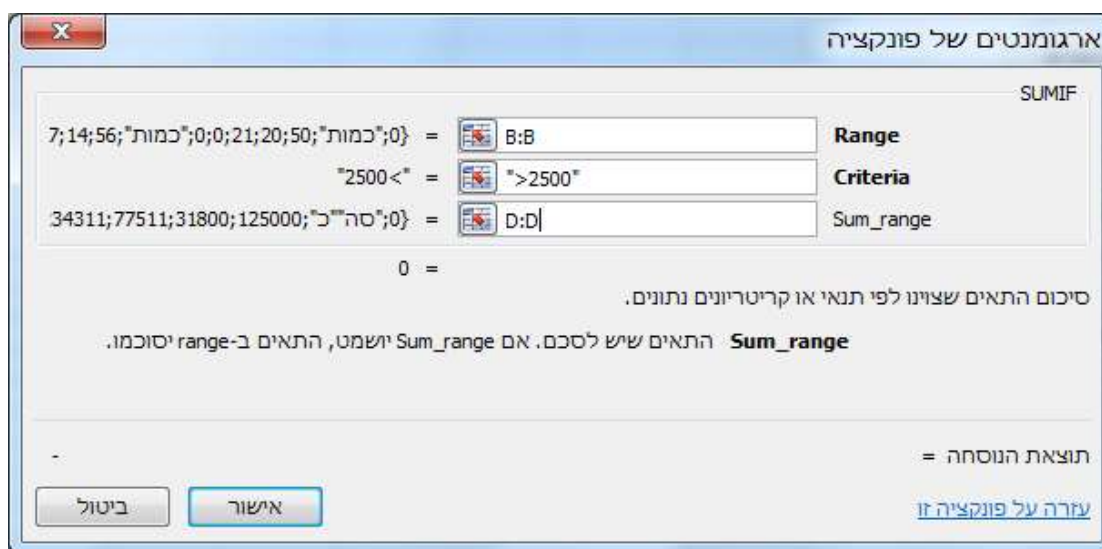 ארגומנטים של פונקציה
SUMIF
Range B:B = {0;"כמות";50;20;21;0;0;"כמות";56;14;7
Criteria ">2500" = ">2500"
Sum_range D:D = {0;"סה""כ";125000;31800;77511;34311
= 0
סיכום התאים שצוינו לפי תנאי או קריטריונים נתונים.
Sum_range התאים שיש לסכם. אם Sum_range יושמט, התאים ב-range יסוכמו.
תוצאת הנוסחה = -
עזרה על פונקציה זו אישור ביטול